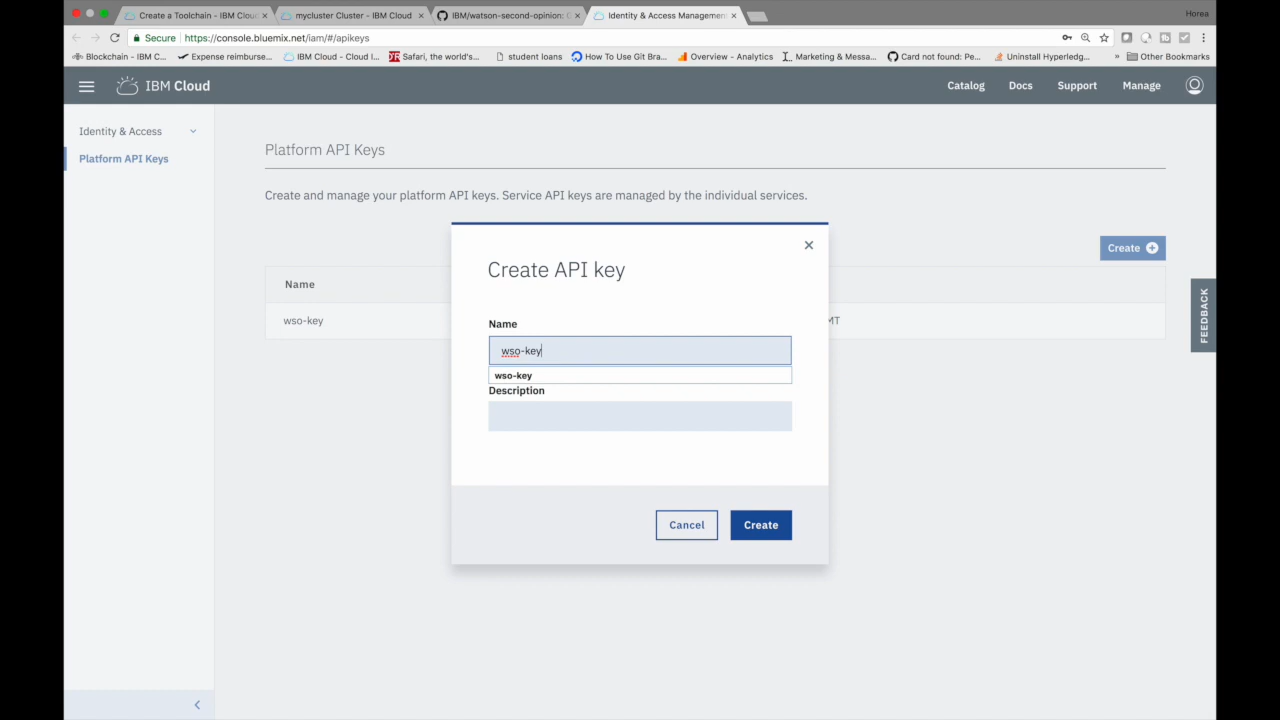 Create a Toolchain - IBM Clou
mycluster Cluster - IBM Cloud
IBM/watson-second-opinion:
Identity & Access Management
Horea
Secure
https://console.bluemix.net/iam/#/apikeys
Blockchain - IBM C...
Expense reimburse...
IBM Cloud - Cloud I...
Safari, the world's...
student loans
How To Use Git Bra...
Overview - Analytics
Marketing & Messa...
Card not found: Pe...
Uninstall Hyperledg...
» Other Bookmarks
IBM Cloud
Catalog
Docs
Support
Manage
Identity & Access
Platform API Keys
Platform API Keys
Create and manage your platform API keys. Service API keys are managed by the individual services.
Create
Name
wso-key
MT
FEEDBACK
Create API key
Name
wso-key
wso-key
Description
Cancel
Create